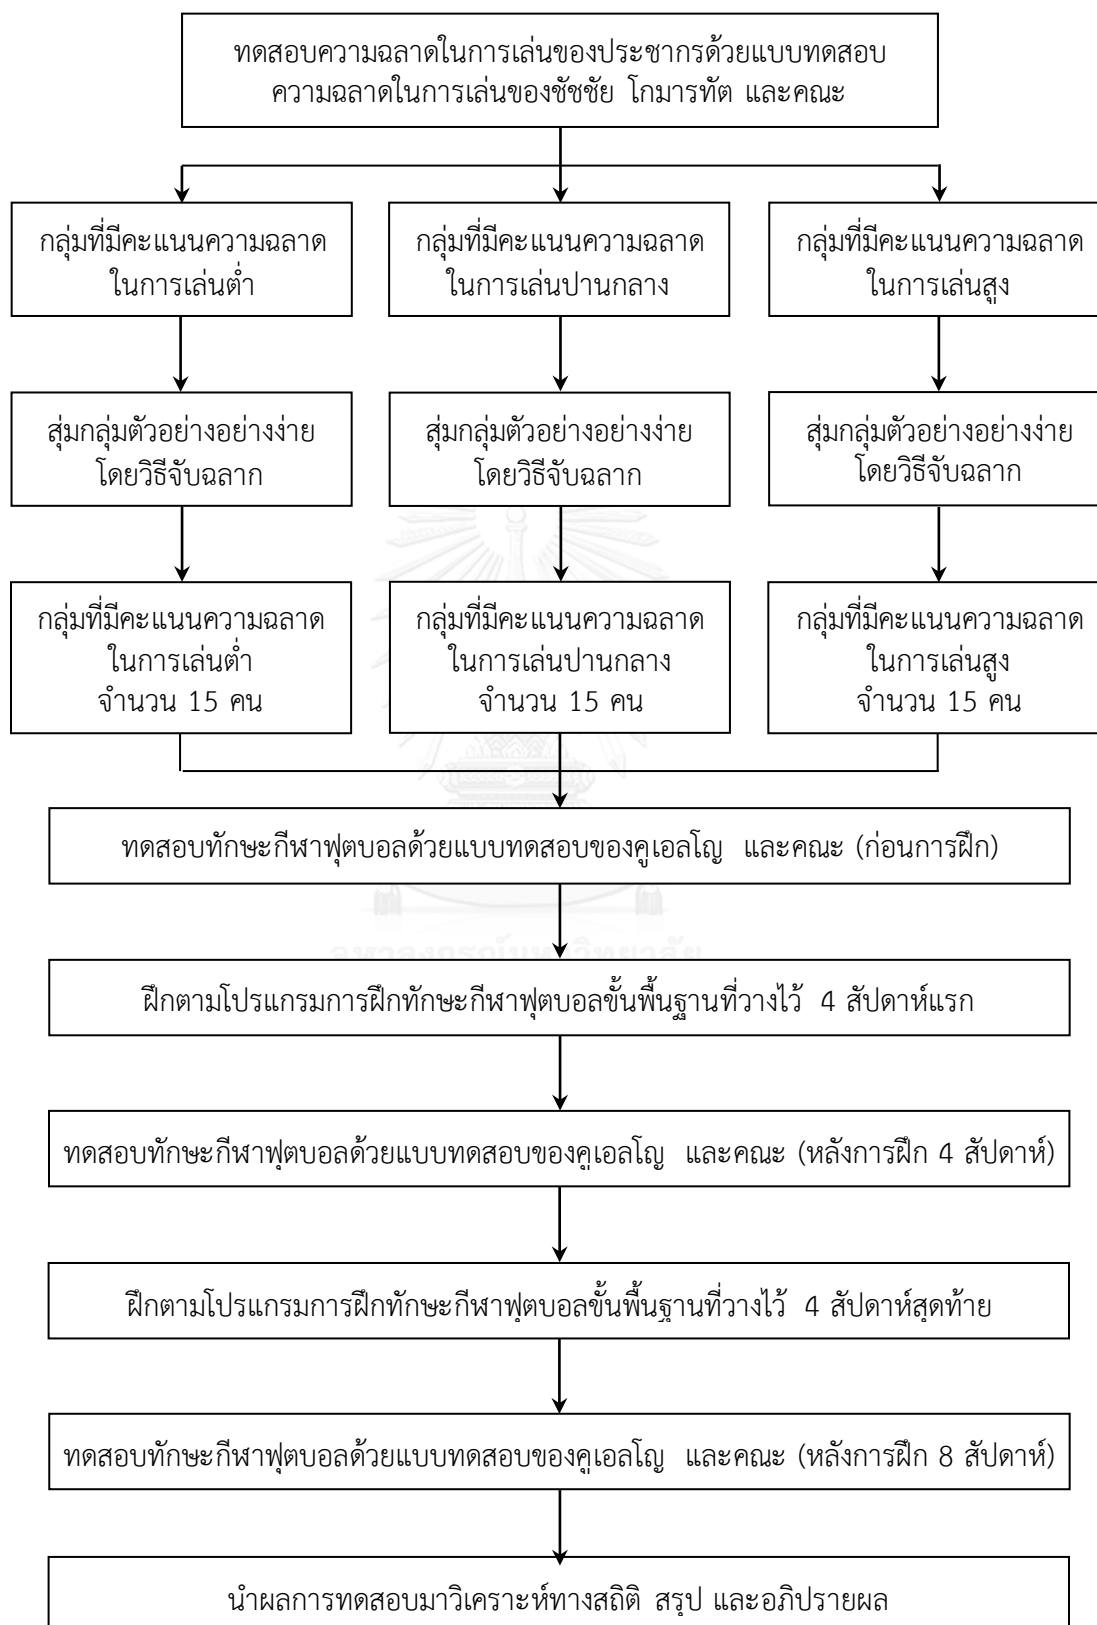 ทดสอบความฉลาดในการเล่นของประชากรด้วยแบบทดสอบ
ความฉลาดในการเล่นของชัชชัย โกมารทัต และคณะ
กลุ่มที่มีคะแนนความฉลาด
ในการเล่นต่ำ
กลุ่มที่มีคะแนนความฉลาด
ในการเล่นปานกลาง
กลุ่มที่มีคะแนนความฉลาด
ในการเล่นสูง
สุ่มกลุ่มตัวอย่างอย่างง่าย
โดยวิธีจับฉลาก
สุ่มกลุ่มตัวอย่างอย่างง่าย
โดยวิธีจับฉลาก
สุ่มกลุ่มตัวอย่างอย่างง่าย
โดยวิธีจับฉลาก
กลุ่มที่มีคะแนนความฉลาด
ในการเล่นต่ำ
จำนวน 15 คน
กลุ่มที่มีคะแนนความฉลาด
ในการเล่นปานกลาง
จำนวน 15 คน
กลุ่มที่มีคะแนนความฉลาด
ในการเล่นสูง
จำนวน 15 คน
ทดสอบทักษะกีฬาฟุตบอลด้วยแบบทดสอบของคูเอลโญ และคณะ (ก่อนการฝึก)
จุฬาลงกรณ์มหาวิทยาลัย
ฝึกตามโปรแกรมการฝึกทักษะกีฬาฟุตบอลขั้นพื้นฐานที่วางไว้ 4 สัปดาห์แรก
ทดสอบทักษะกีฬาฟุตบอลด้วยแบบทดสอบของคูเอลโญ และคณะ (หลังการฝึก 4 สัปดาห์)
ฝึกตามโปรแกรมการฝึกทักษะกีฬาฟุตบอลขั้นพื้นฐานที่วางไว้ 4 สัปดาห์สุดท้าย
ทดสอบทักษะกีฬาฟุตบอลด้วยแบบทดสอบของคูเอลโญ และคณะ (หลังการฝึก 8 สัปดาห์)
นำผลการทดสอบมาวิเคราะห์ทางสถิติ สรุป และอภิปรายผล